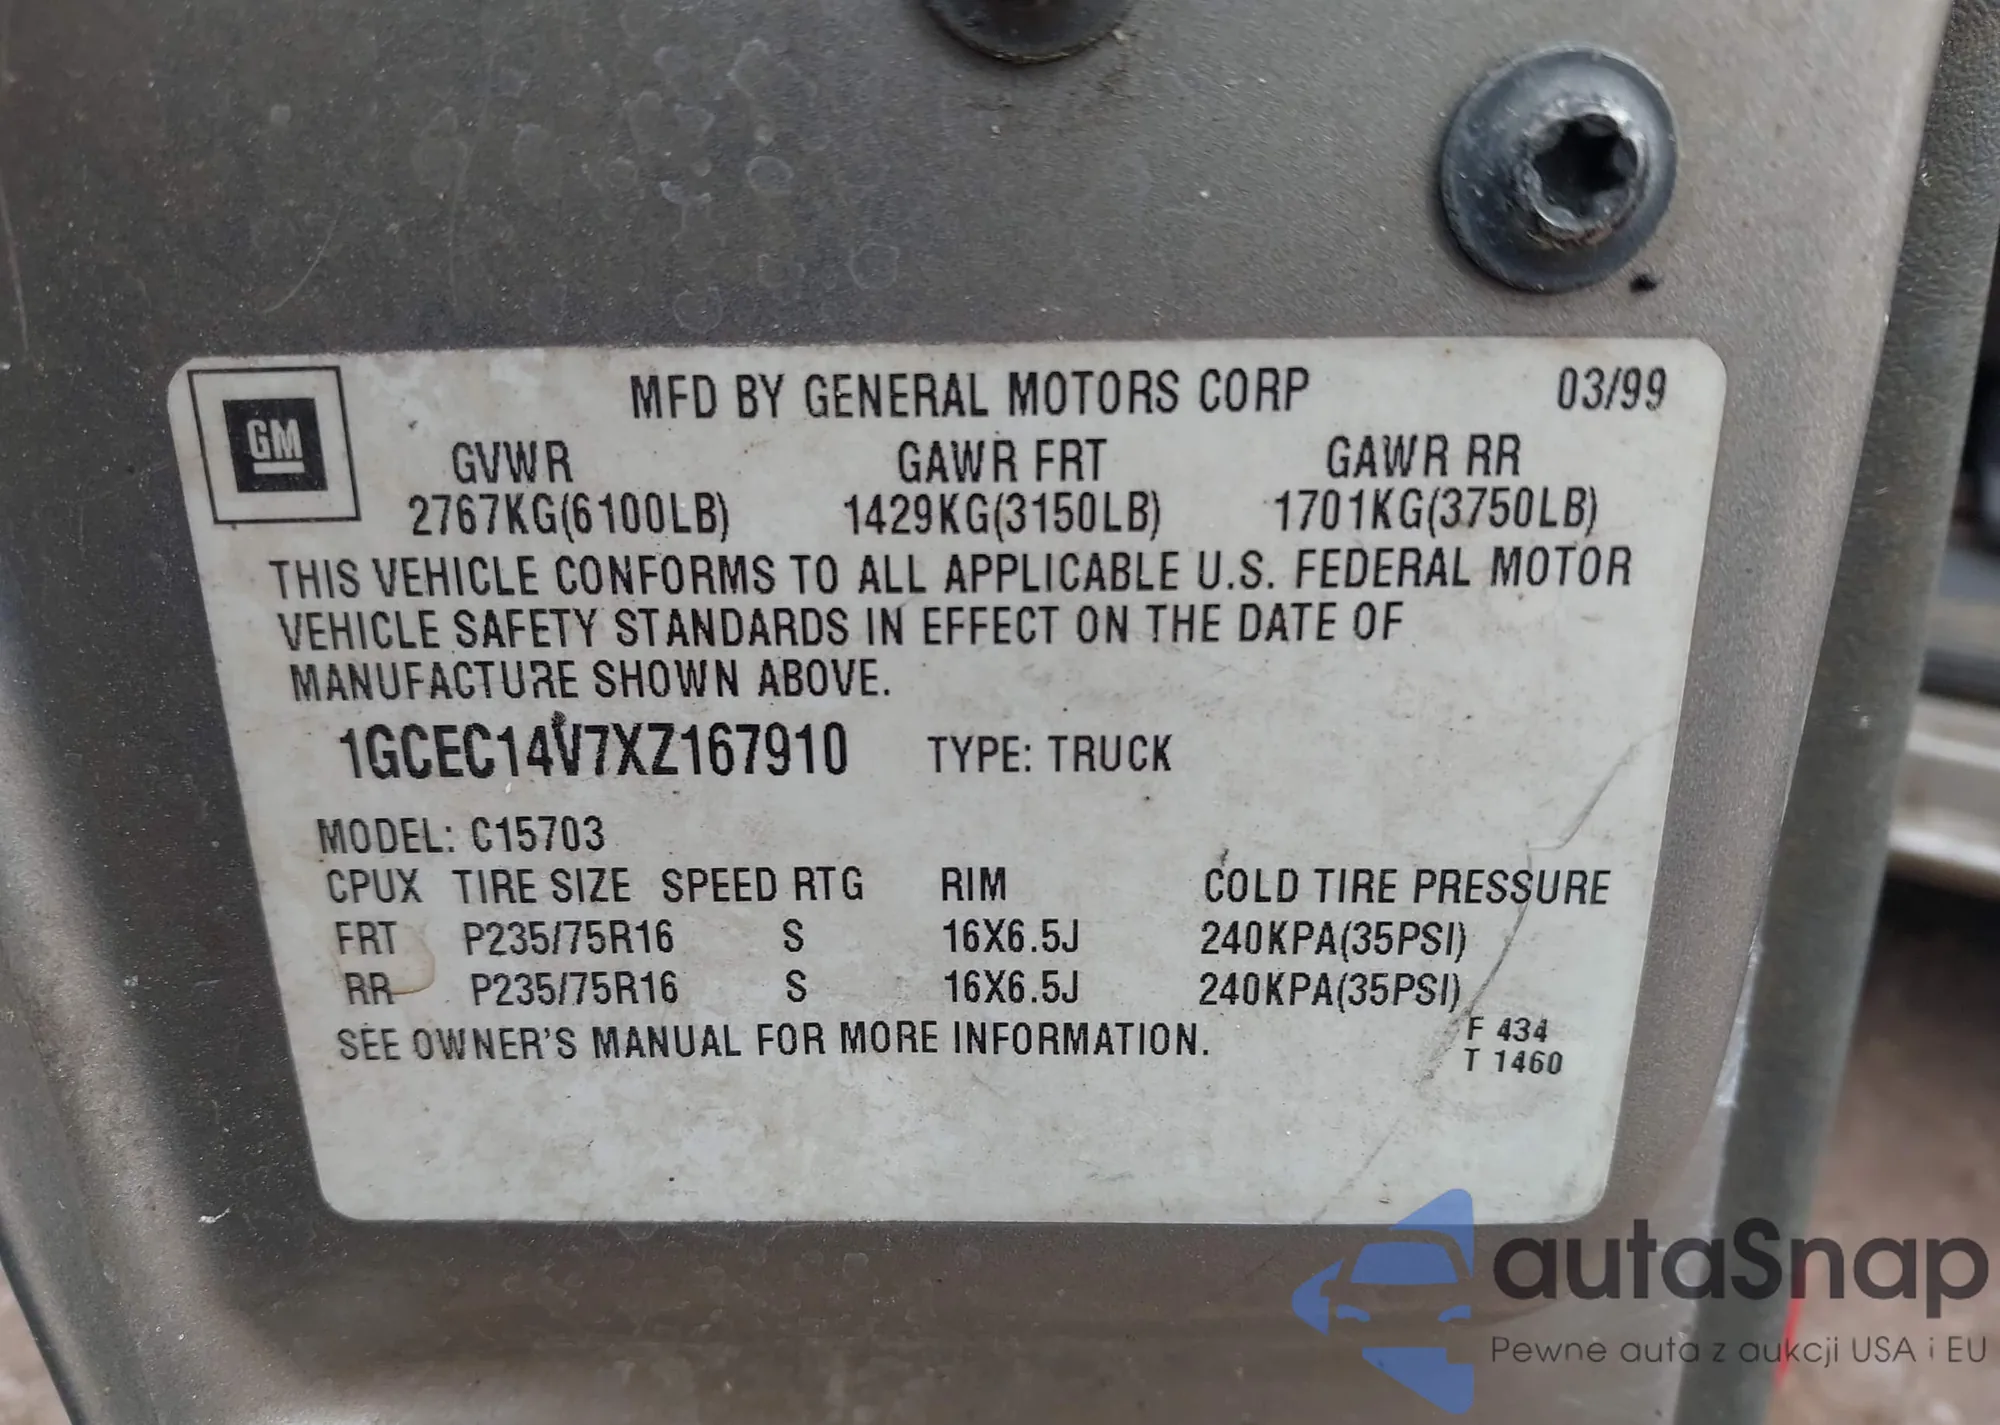 GM
MFD BY GENERAL MOTORS CORP 03/99
GVWR GAWR FRT GAWR RR
2767KG(6100LB) 1429KG(3150LB) 1701KG(3750LB)
THIS VEHICLE CONFORMS TO ALL APPLICABLE U.S. FEDERAL MOTOR
VEHICLE SAFETY STANDARDS IN EFFECT ON THE DATE OF
MANUFACTURE SHOWN ABOVE.
1GCEC14V7XZ167910 TYPE: TRUCK
MODEL: C15703
CPUX TIRE SIZE SPEED RTG RIM COLD TIRE PRESSURE
FRT P235/75R16 S 16X6.5J 240KPA(35PSI)
RR P235/75R16 S 16X6.5J 240KPA(35PSI)
SEE OWNER'S MANUAL FOR MORE INFORMATION.
F 434
T 1460
autaSnap
Pewne auta z aukcji USA i EU